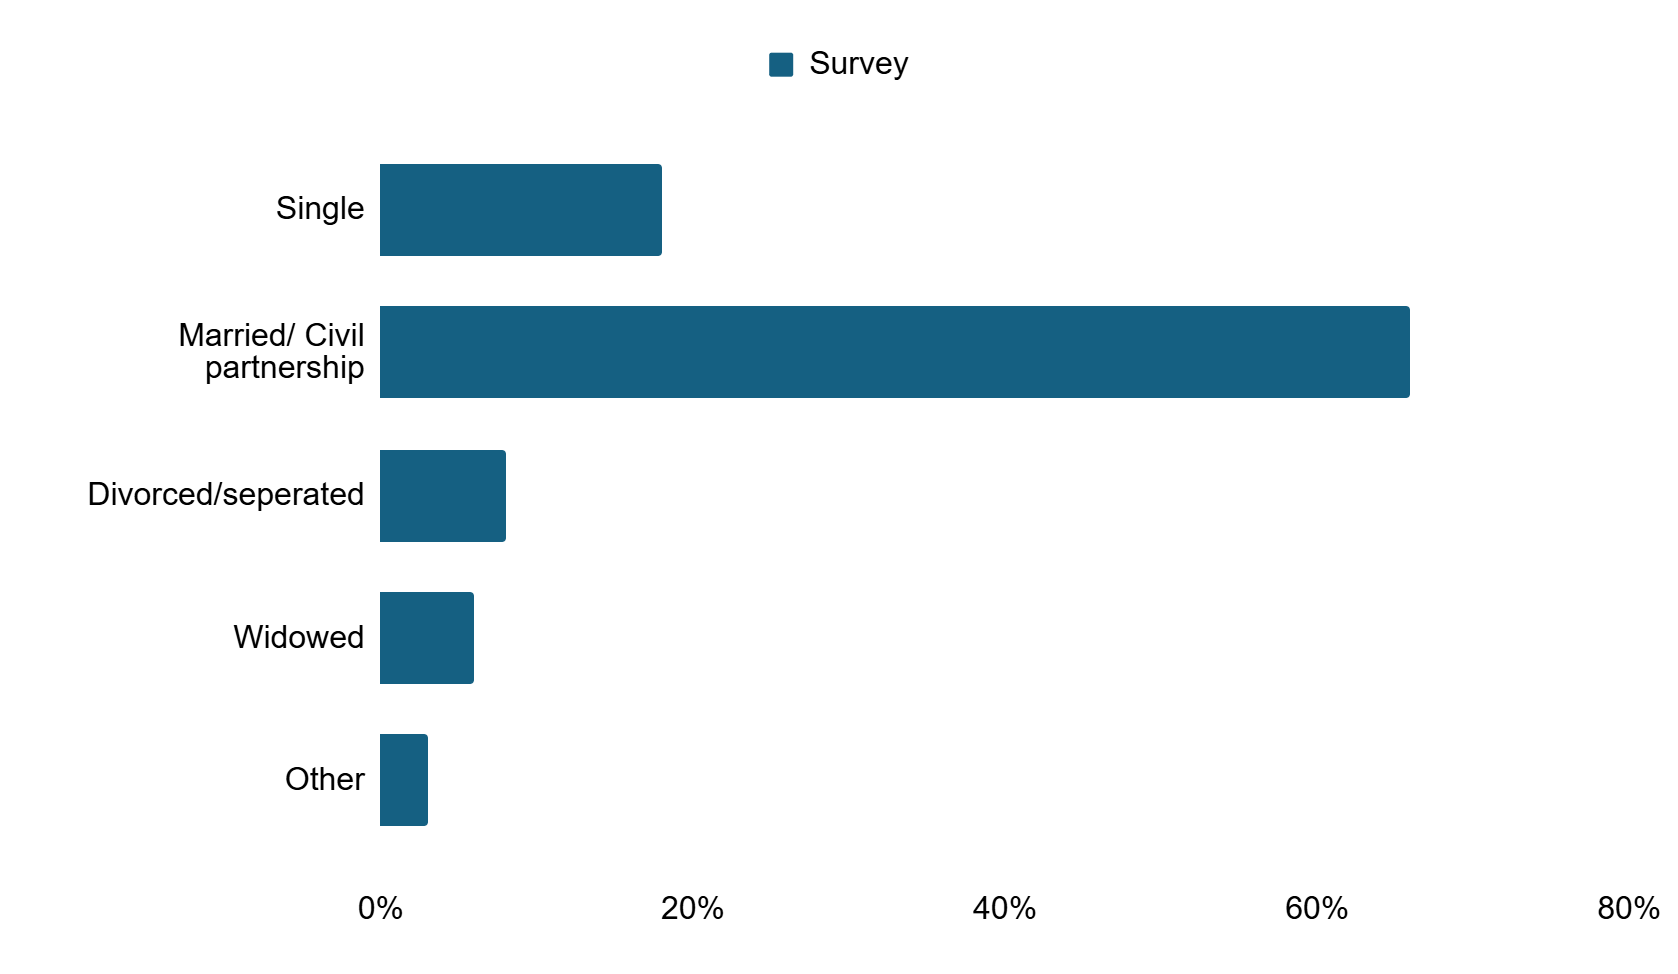 Survey
Single
Married/ Civil
partnership
Divorced/seperated
Widowed
Other
0% 20% 40% 60% 80%